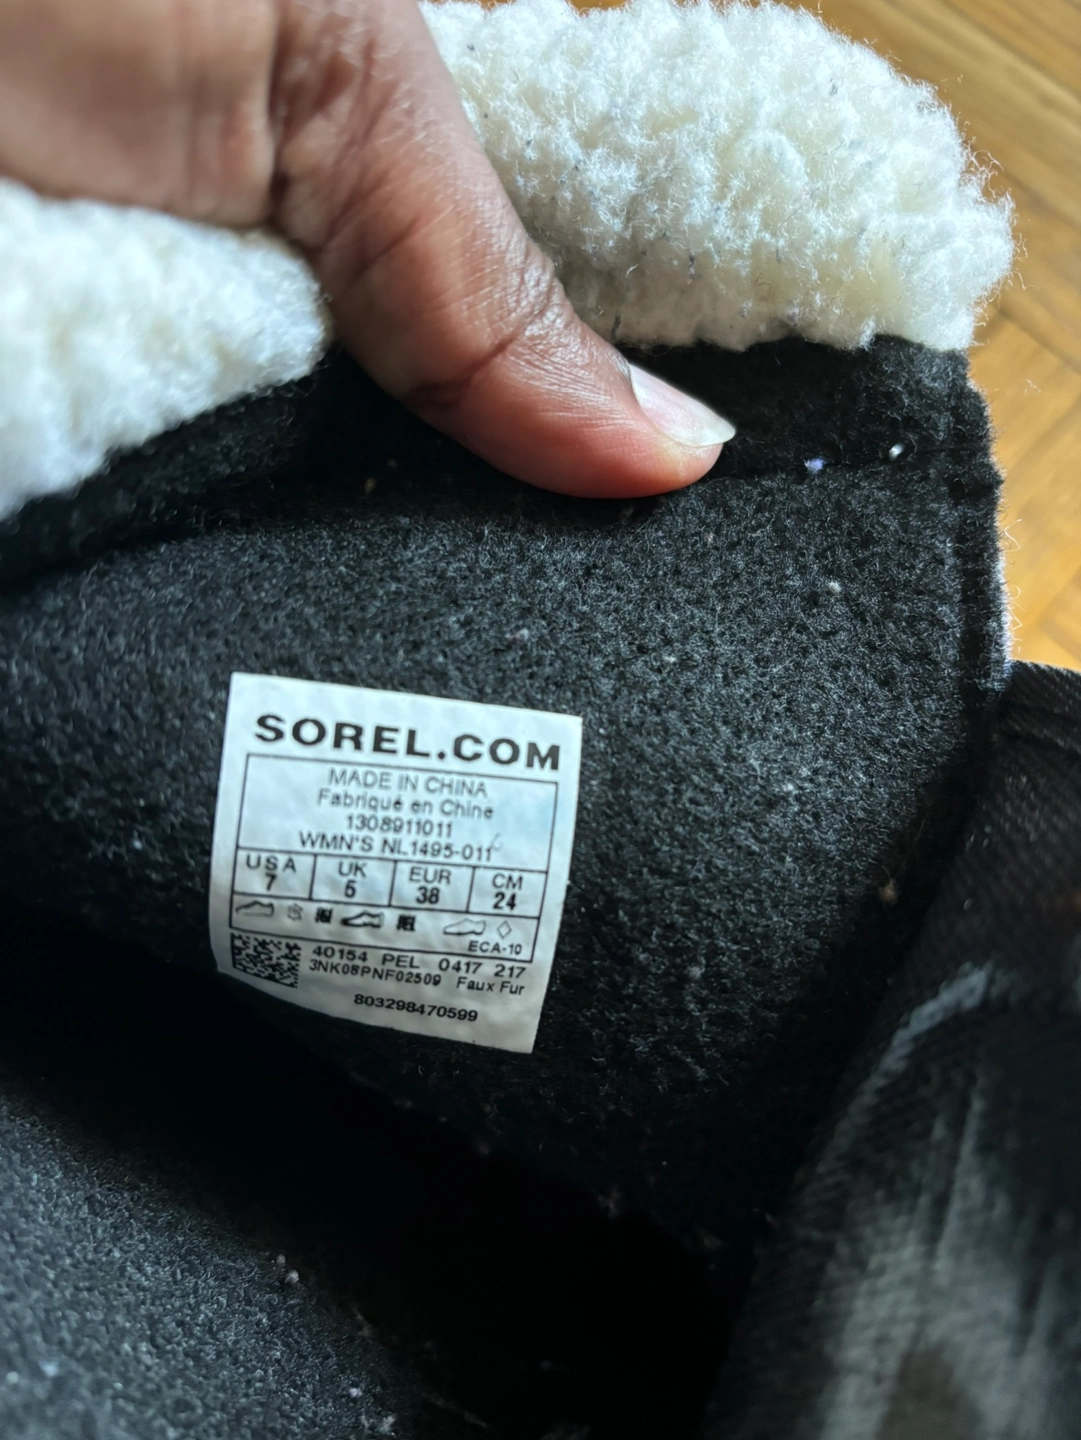 SOREL.COM
MADE IN CHINA
Fabriqué en Chine
1308911011
WMN'S NL1495-011
USA UK EUR CM
7 5 38 24
ECA-10
40154 PEL 0417 217
3NK08PNF02509 Faux Fur
803298470599